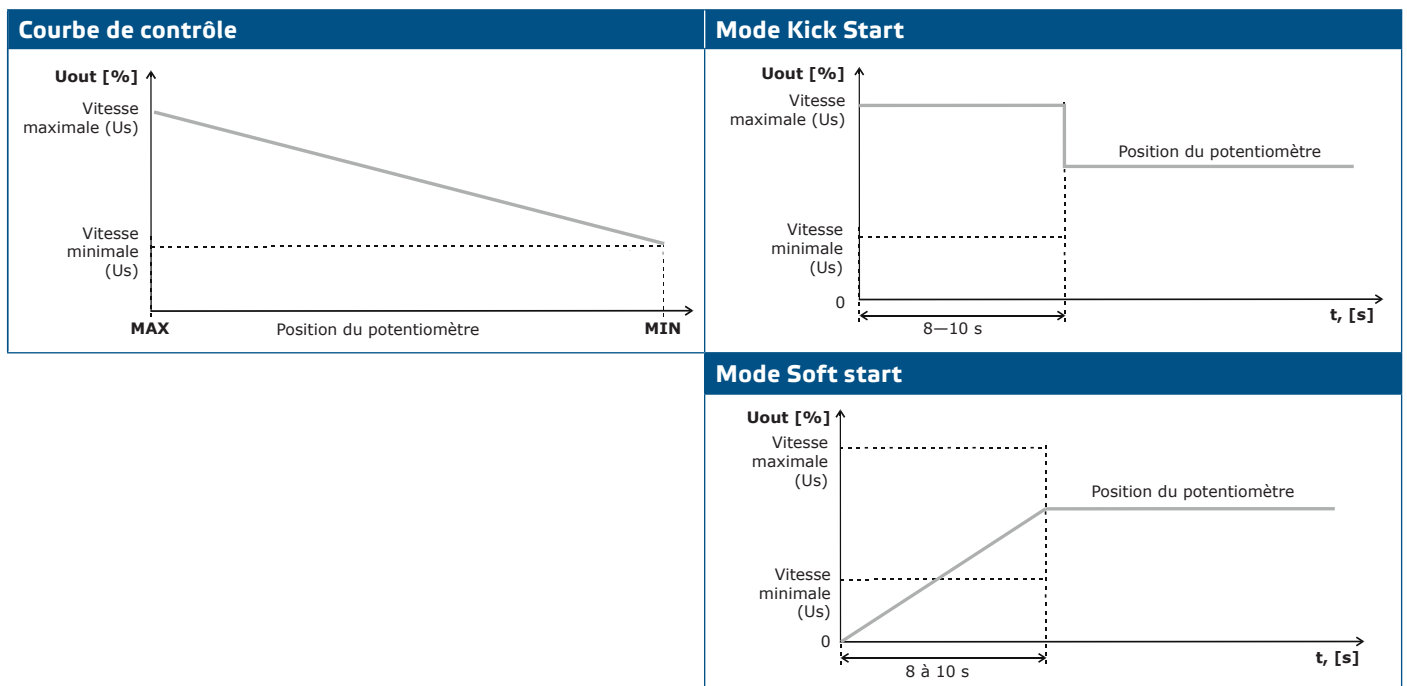 Courbe de contrôle
Uout [%]
Vitesse
maximale (Us)
Vitesse
minimale
(Us)
MAX
Position du potentiomètre
MIN
Mode Kick Start
Uout [%]
Vitesse
maximale (Us)
Position du potentiomètre
Vitesse
minimale
(Us)
0
t, [s]
8—10 s
Mode Soft start
Uout [%]
Vitesse
maximale
(Us)
Position du potentiomètre
Vitesse
minimale
(Us)
0
t, [s]
8 à 10 s